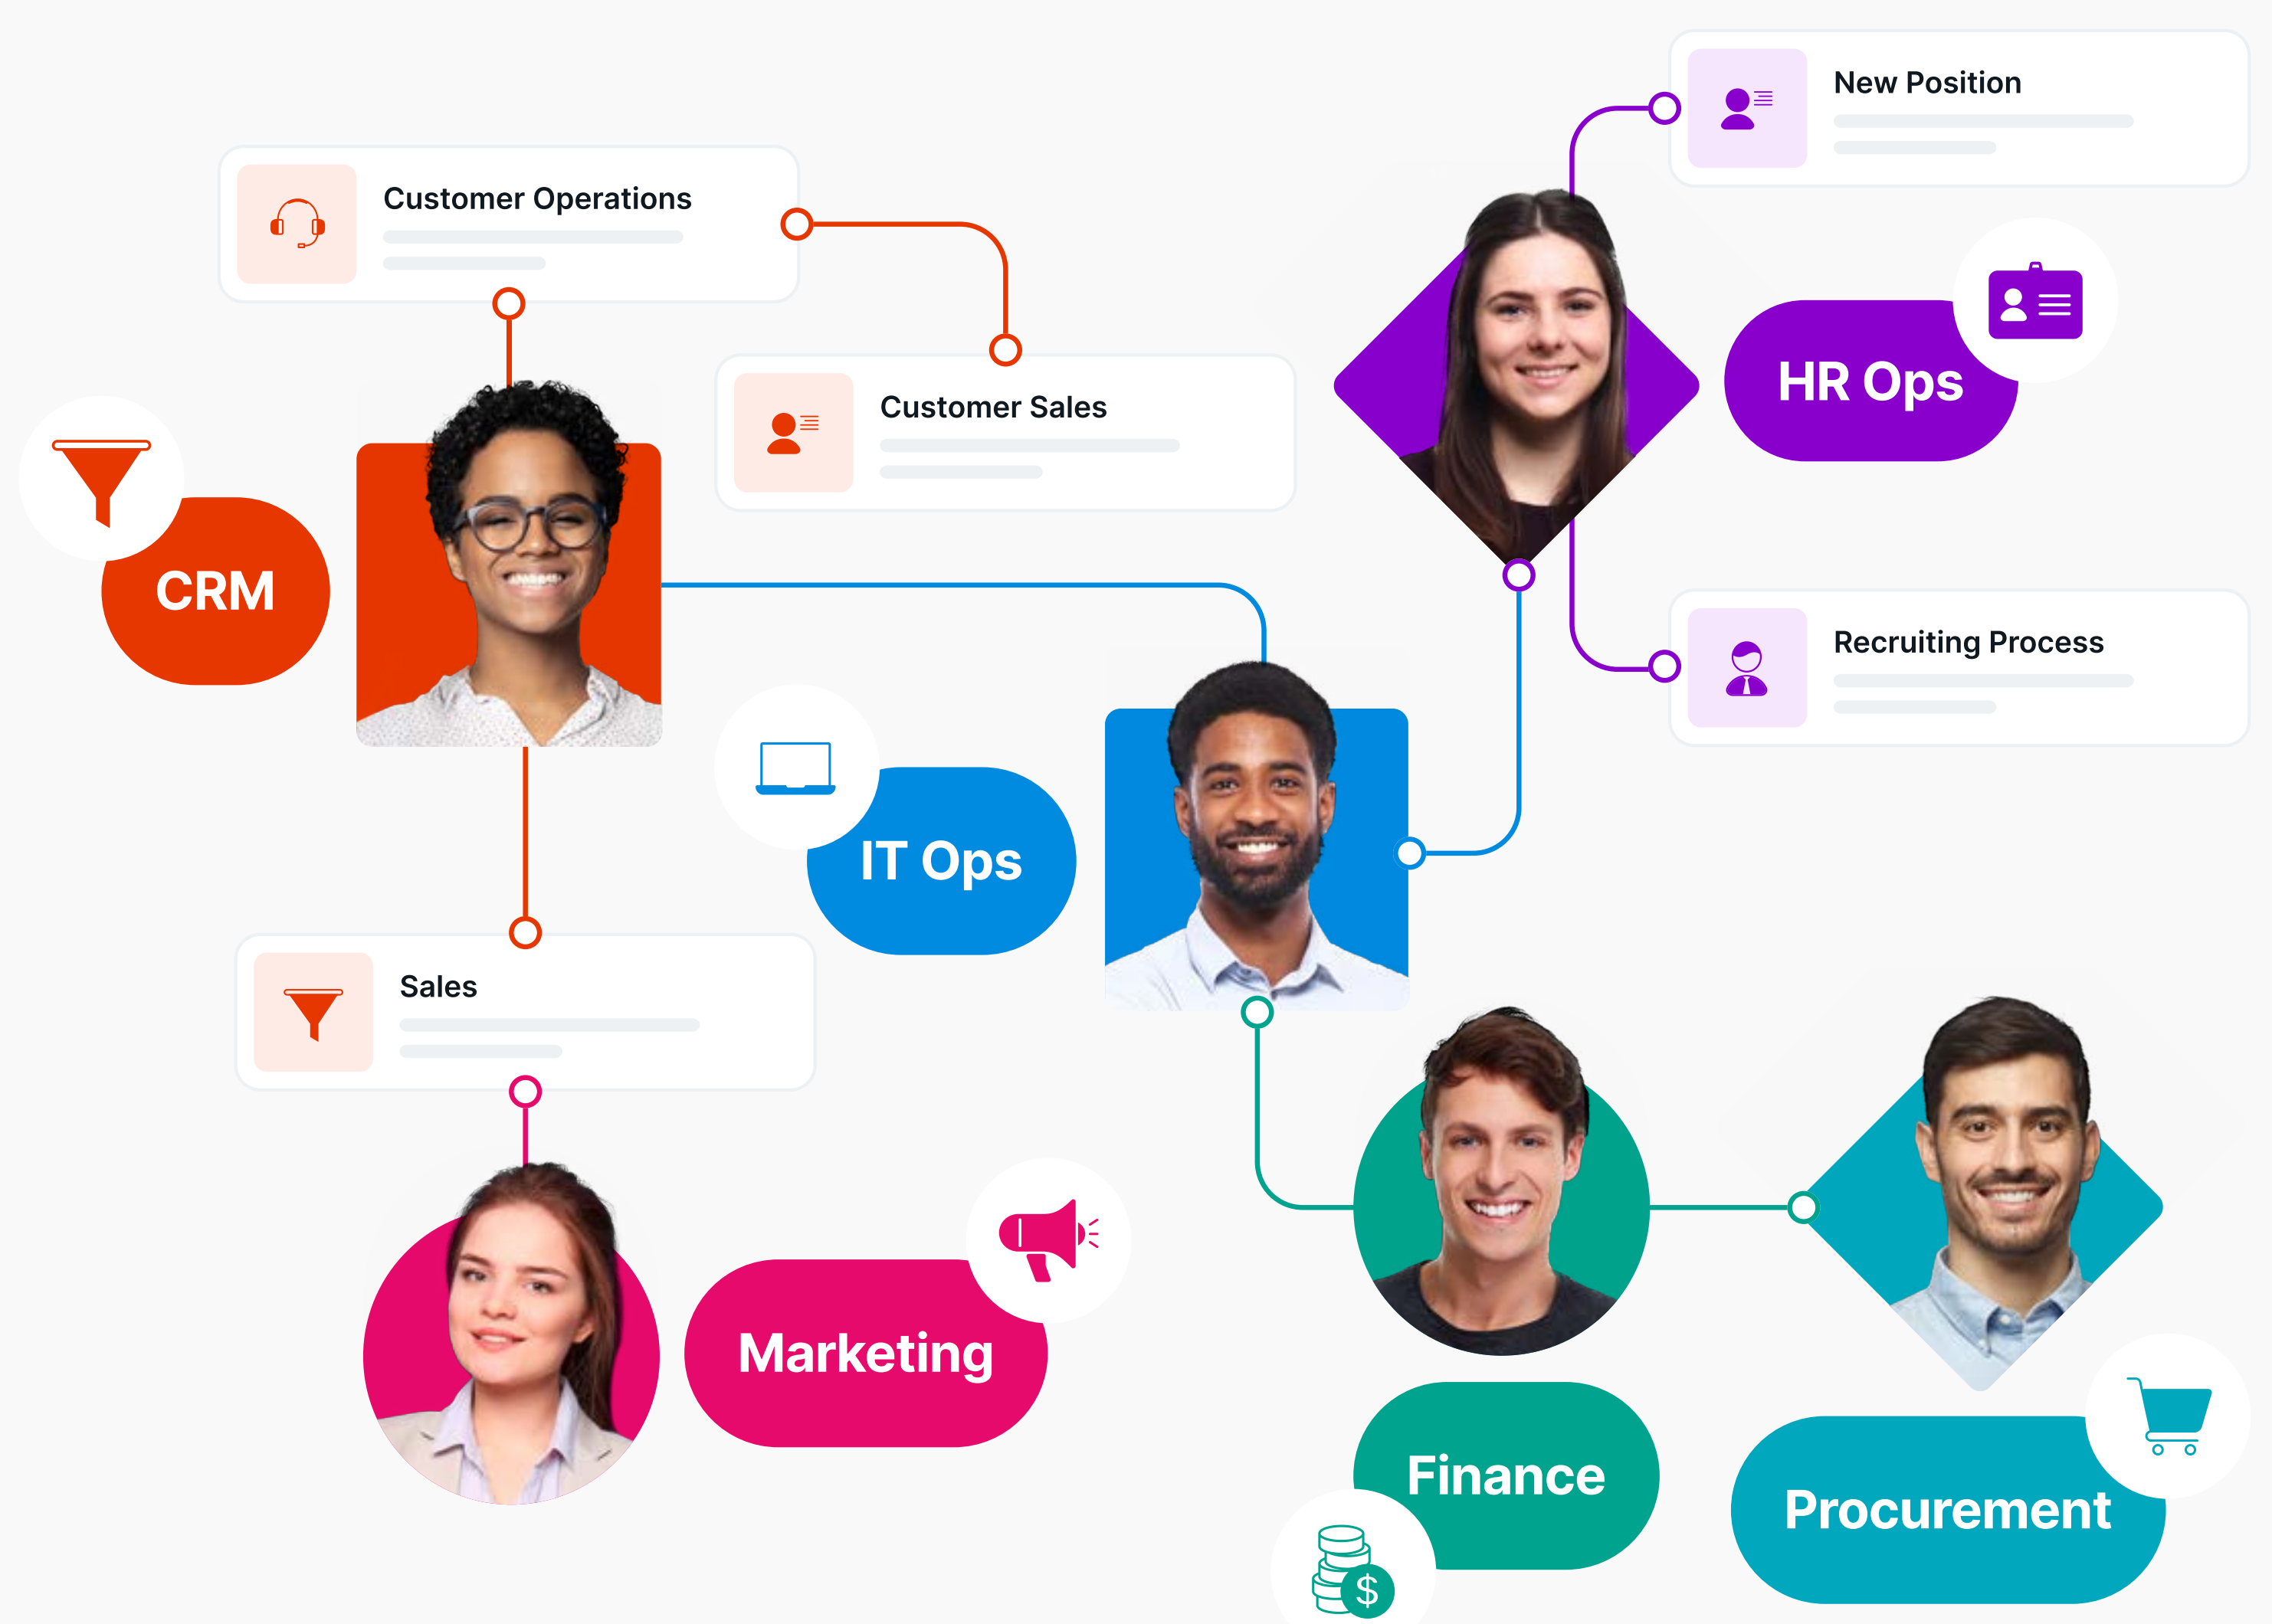 New Position
Customer Operations
HR Ops
Customer Sales
CRM
Recruiting Process
IT Ops
Sales
Marketing
Finance
Procurement
$